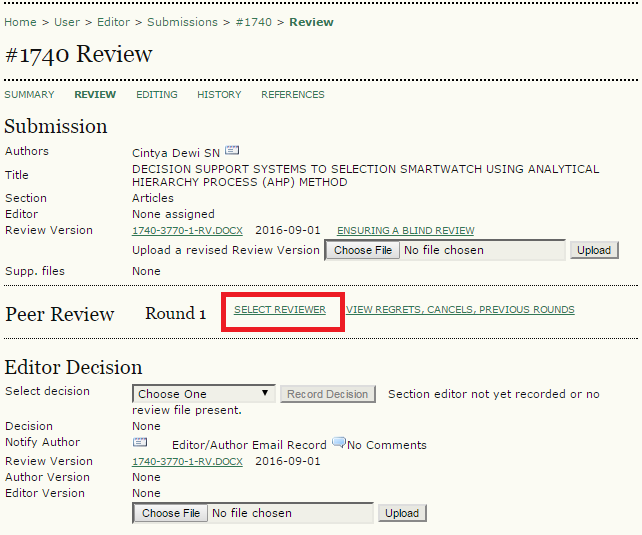 Home > User > Editor > Submissions > #1740 > Review
#1740 Review
SUMMARY REVIEW EDITING HISTORY REFERENCES
Submission
Authors Cintya Dewi SN
Title DECISION SUPPORT SYSTEMS TO SELECTION SMARTWATCH USING ANALYTICAL
HIERARCHY PROCESS (AHP) METHOD
Section Articles
Editor None assigned
Review Version 1740-3770-1-RV.DOCX 2016-09-01 ENSURING A BLIND REVIEW
Upload a revised Review Version Choose File No file chosen Upload
Supp. files None
Peer Review Round 1 SELECT REVIEWER VIEW REGRETS, CANCELS, PREVIOUS ROUNDS
Editor Decision
Select decision Choose One Record Decision Section editor not yet recorded or no
review file present.
Decision None
Notify Author Editor/Author Email Record No Comments
Review Version 1740-3770-1-RV.DOCX 2016-09-01
Author Version None
Editor Version None
Choose File No file chosen Upload